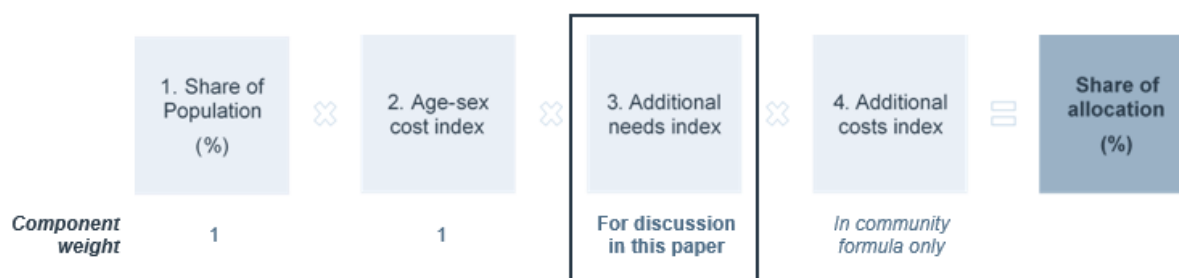 1. Share of
Population
(%)
2. Age-sex
cost index
3. Additional
needs index
4. Additional
costs index
Share of
allocation
(%)
Component
weight
1
1
For discussion
in this paper
In community
formula only